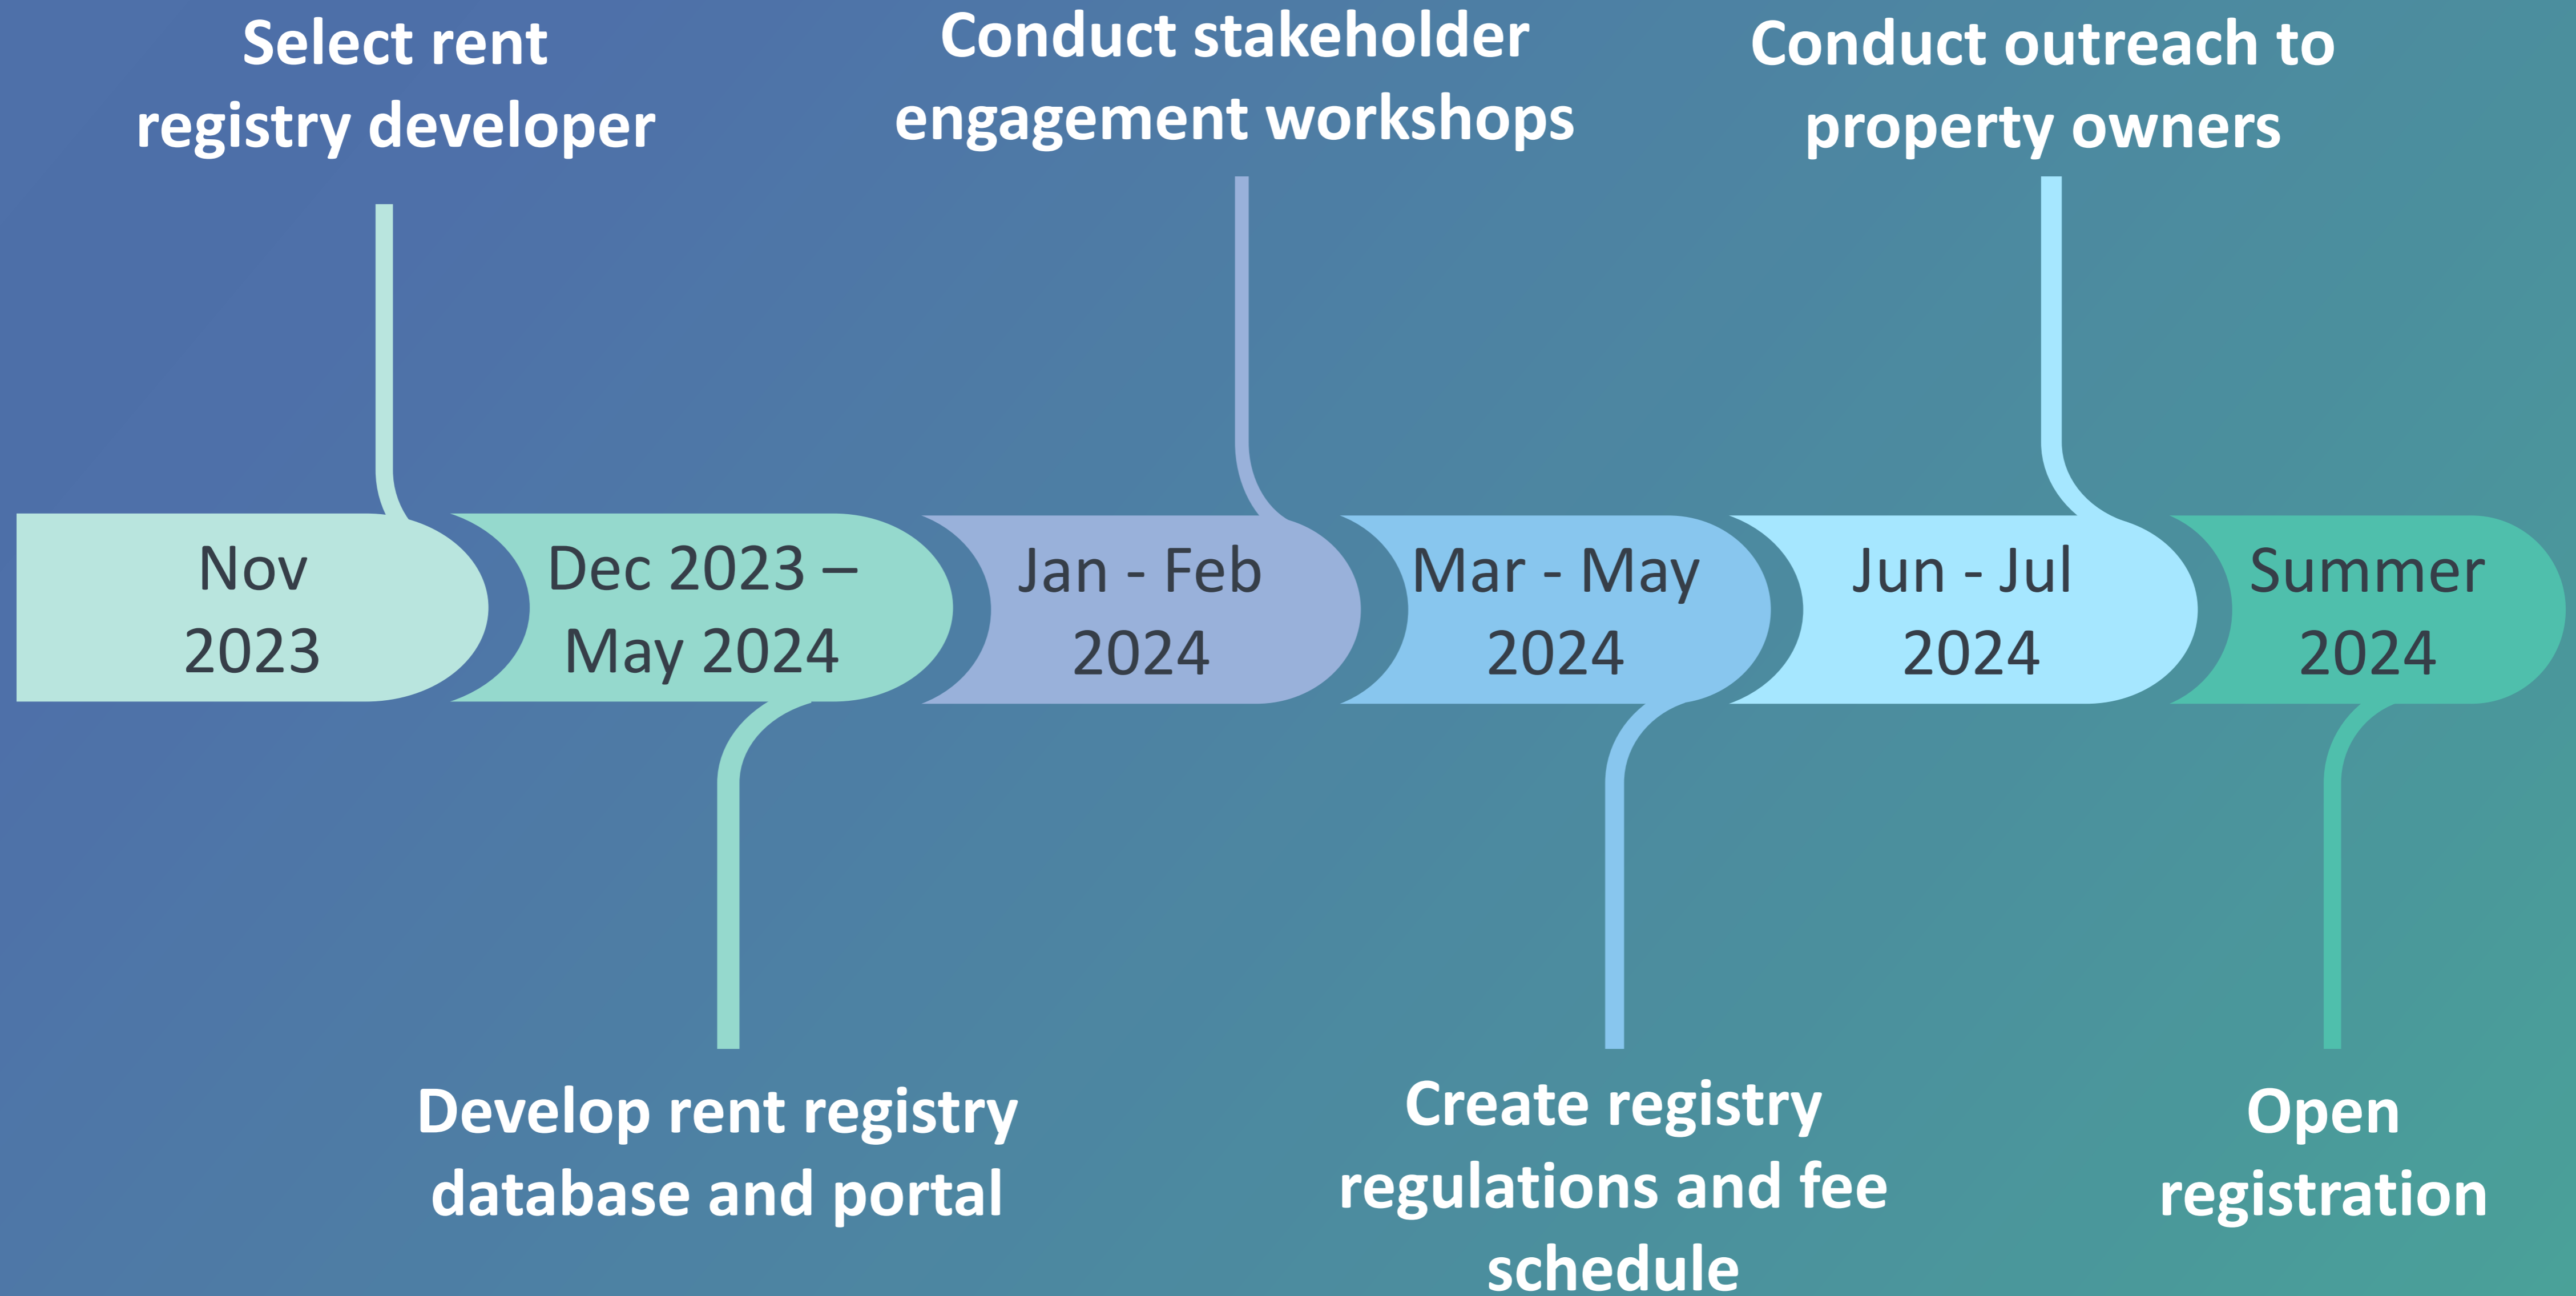 Select rent
registry developer
Conduct stakeholder
engagement workshops
Conduct outreach to
property owners
Nov
2023
Dec 2023 –
May 2024
Jan - Feb
2024
Mar - May
2024
Jun - Jul
2024
Summer
2024
Develop rent registry
database and portal
Create registry
regulations and fee
schedule
Open
registration